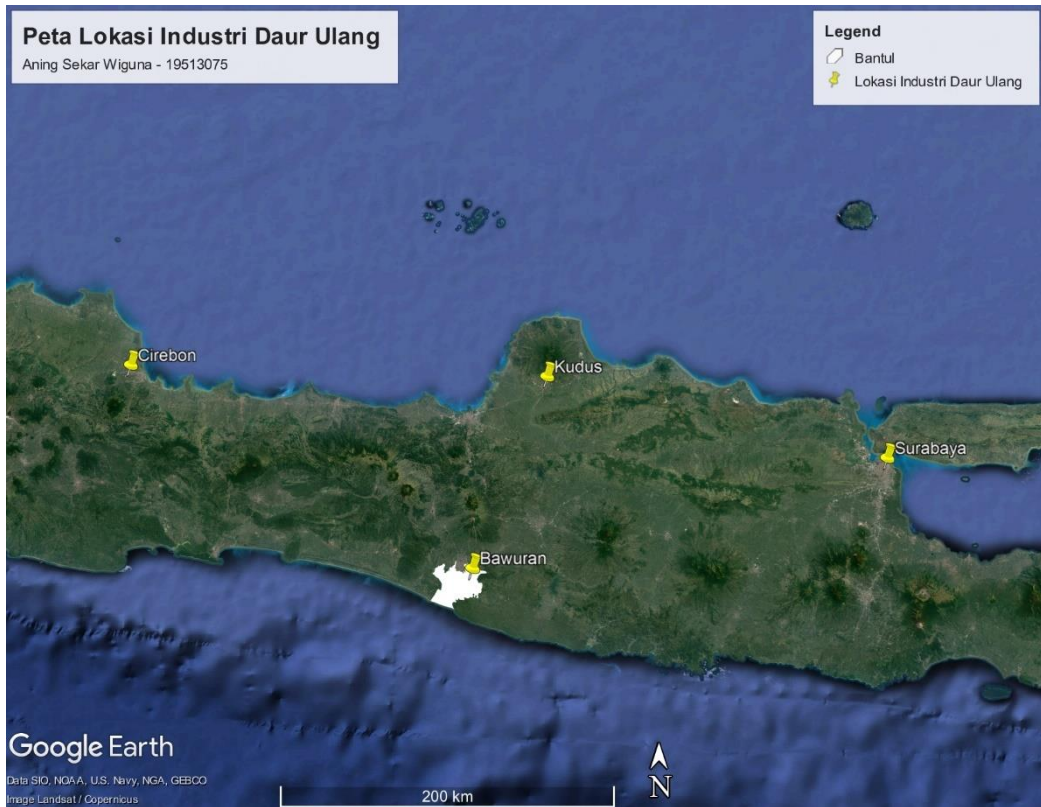 Peta Lokasi Industri Daur Ulang
Aning Sekar Wiguna - 19513075
Legend
Bantul
Lokasi Industri Daur Ulang
Cirebon
Kudus
Surabaya
Bawuran
Google Earth
Data SIO, NOAA, U.S. Navy, NGA, GEBCO
Image Landsat / Copernicus
200 km
N